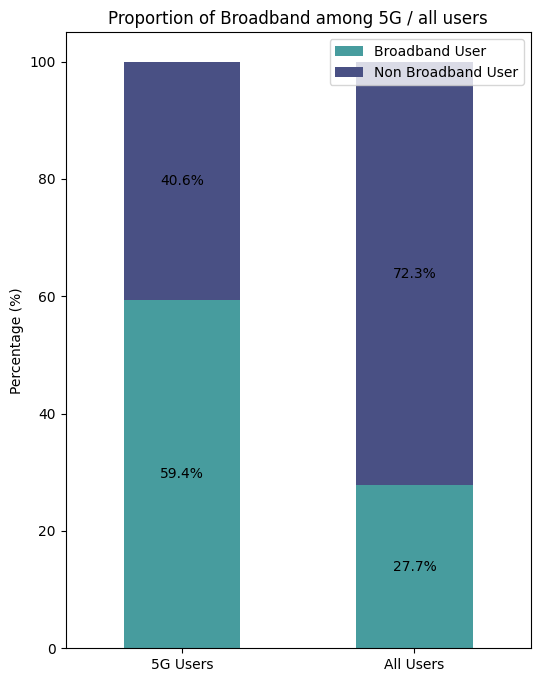 Proportion of Broadband among 5G / all users
Broadband User
Non Broadband User
Percentage (%)
100
80
60
40
20
0
40.6%
59.4%
72.3%
27.7%
5G Users
All Users